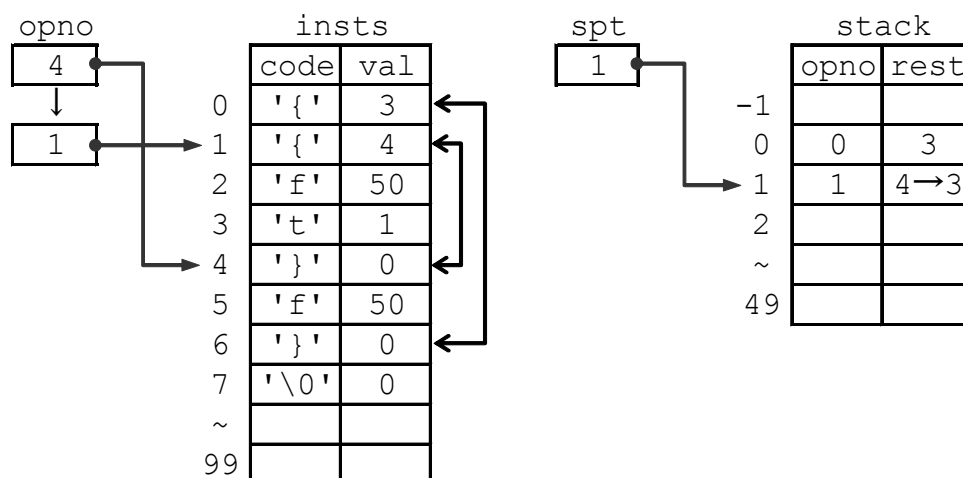 opno insts spt stack
4 code val 1 opno rest
↓ 0 '{' 3 -1
1 1 '{' 4 0 0 3
2 'f' 50 1 1 4→3
3 't' 1 2
4 '}' 0 ~
5 'f' 50 49
6 '}' 0
7 '\0' 0
~
99